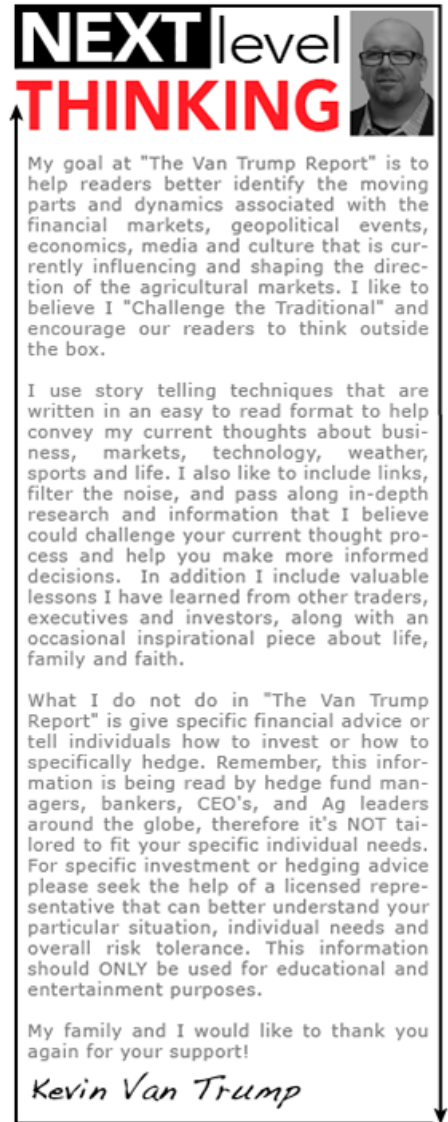 NEXT level
THINKING
My goal at "The Van Trump Report" is to
help readers better identify the moving
parts and dynamics associated with the
financial markets, geopolitical events,
economics, media and culture that is cur-
rently influencing and shaping the direc-
tion of the agricultural markets. I like to
believe I "Challenge the Traditional" and
encourage our readers to think outside
the box.
I use story telling techniques that are
written in an easy to read format to help
convey my current thoughts about busi-
ness, markets, technology, weather,
sports and life. I also like to include links,
filter the noise, and pass along in-depth
research and information that I believe
could challenge your current thought pro-
cess and help you make more informed
decisions. In addition I include valuable
lessons I have learned from other traders,
executives and investors, along with an
occasional inspirational piece about life,
family and faith.
What I do not do in "The Van Trump
Report" is give specific financial advice or
tell individuals how to invest or how to
specifically hedge. Remember, this infor-
mation is being read by hedge fund man-
agers, bankers, CEO's, and Ag leaders
around the globe, therefore it's NOT tai-
lored to fit your specific individual needs.
For specific investment or hedging advice
please seek the help of a licensed repre-
sentative that can better understand your
particular situation, individual needs and
overall risk tolerance. This information
should ONLY be used for educational and
entertainment purposes.
My family and I would like to thank you
again for your support!
Kevin Van Trump